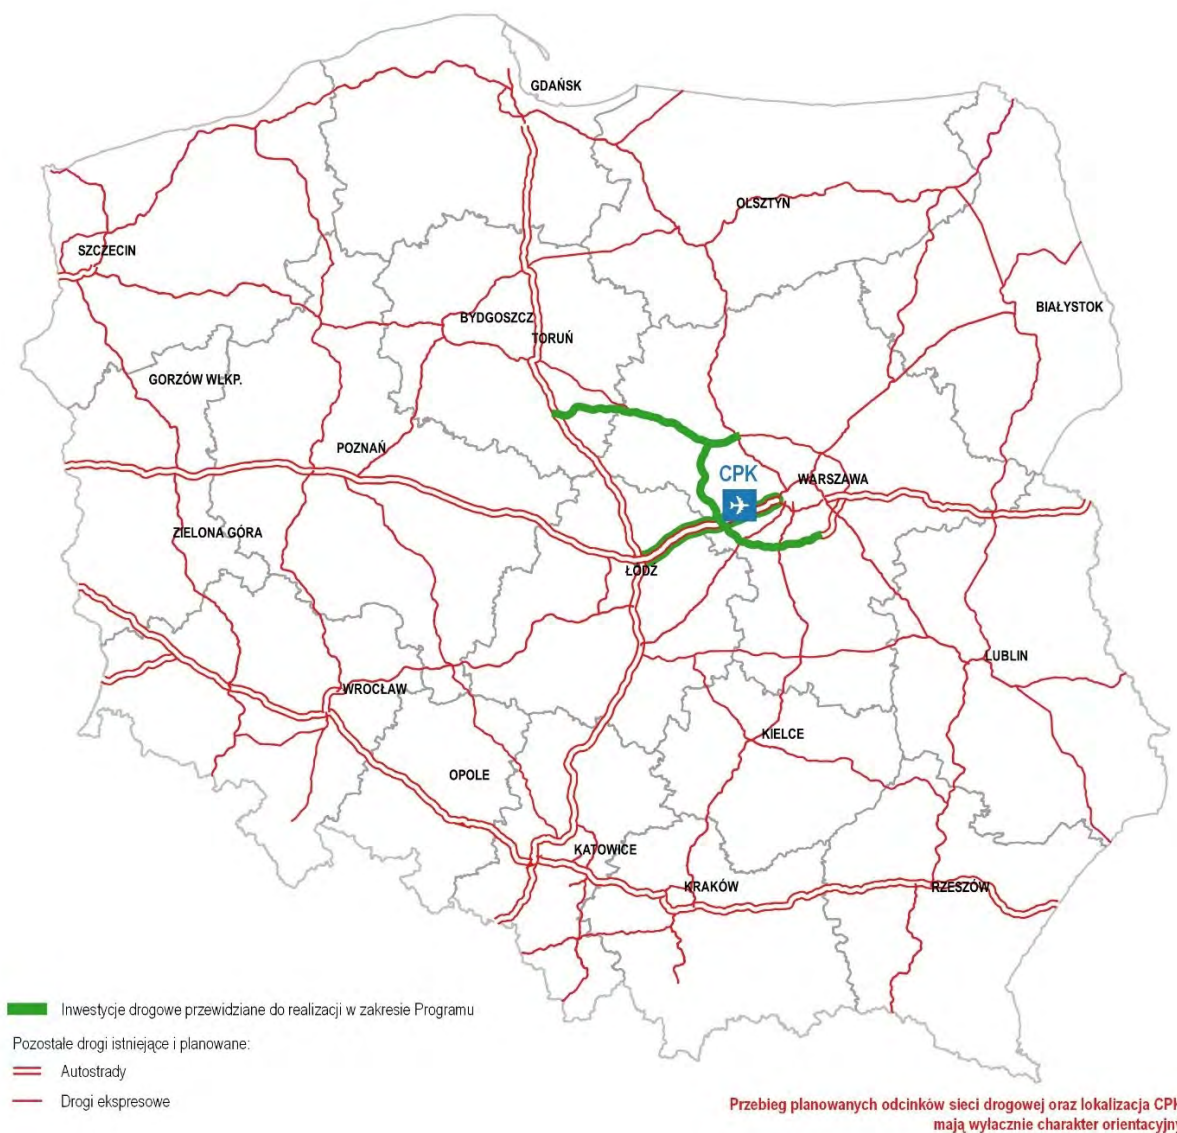 GDAŃSK
OLSZTYN
SZCZECIN
BIAŁYSTOK
BYDGOSZCZ
TORUŃ
GORZÓW WLKP.
POZNAŃ
CPK
WARSZAWA
ZIELONA GÓRA
ŁÓDŹ
LUBLIN
WROCŁAW
KIELCE
OPOLE
KATOWICE
KRAKÓW
RZESZÓW
Inwestycje drogowe przewidziane do realizacji w zakresie Programu
Pozostałe drogi istniejące i planowane:
Autostrady
Drogi ekspresowe
Przebieg planowanych odcinków sieci drogowej oraz lokalizacja CPK
mają wyłącznie charakter orientacyjny